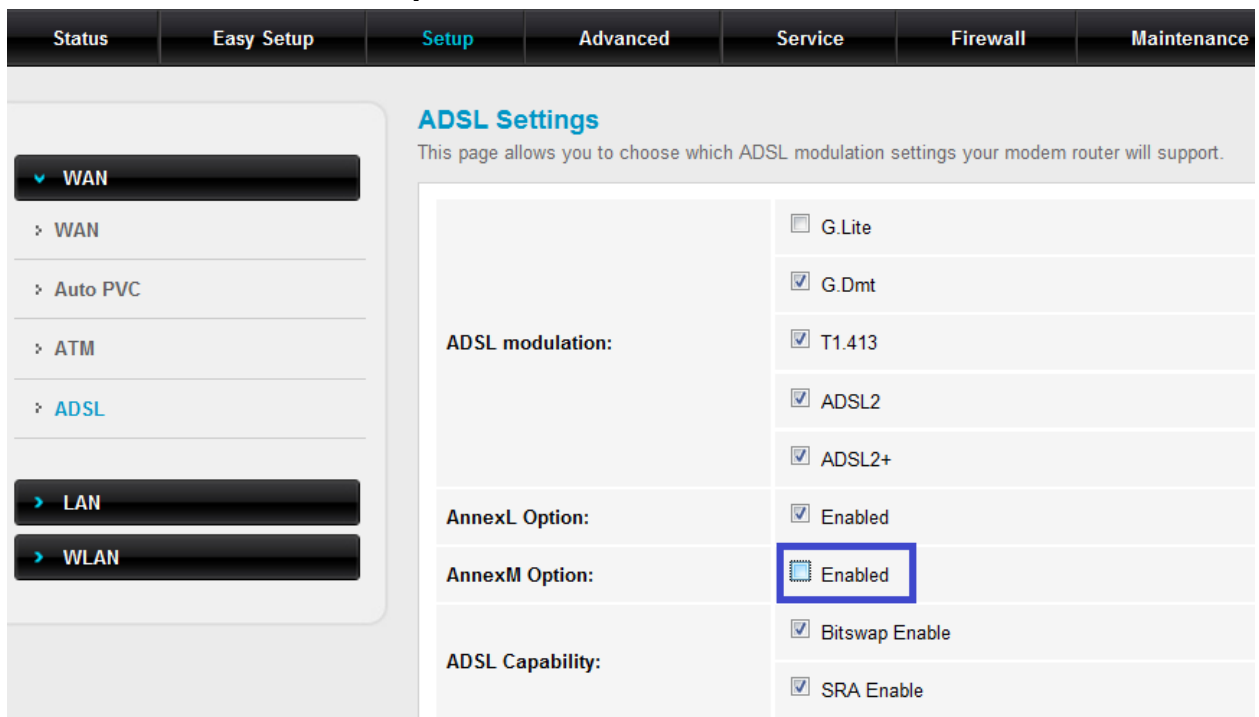 Status Easy Setup Setup Advanced Service Firewall Maintenance
WAN
WAN
Auto PVC
ATM
ADSL
LAN
WLAN
ADSL Settings
This page allows you to choose which ADSL modulation settings your modem router will support.
ADSL modulation:
G.Lite
G.Dmt
T1.413
ADSL2
ADSL2+
AnnexL Option: Enabled
AnnexM Option: Enabled
ADSL Capability:
Bitswap Enable
SRA Enable